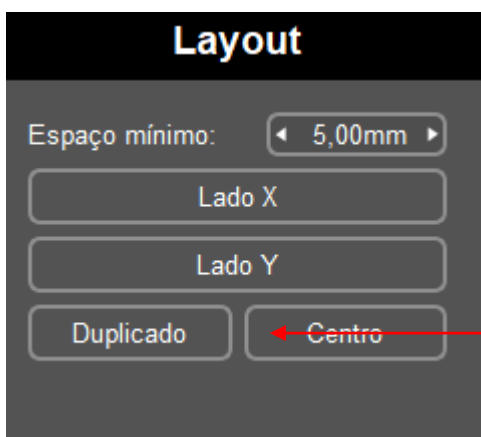 Layout
Espaço mínimo: 5,00mm
Lado X
Lado Y
Duplicado Centro